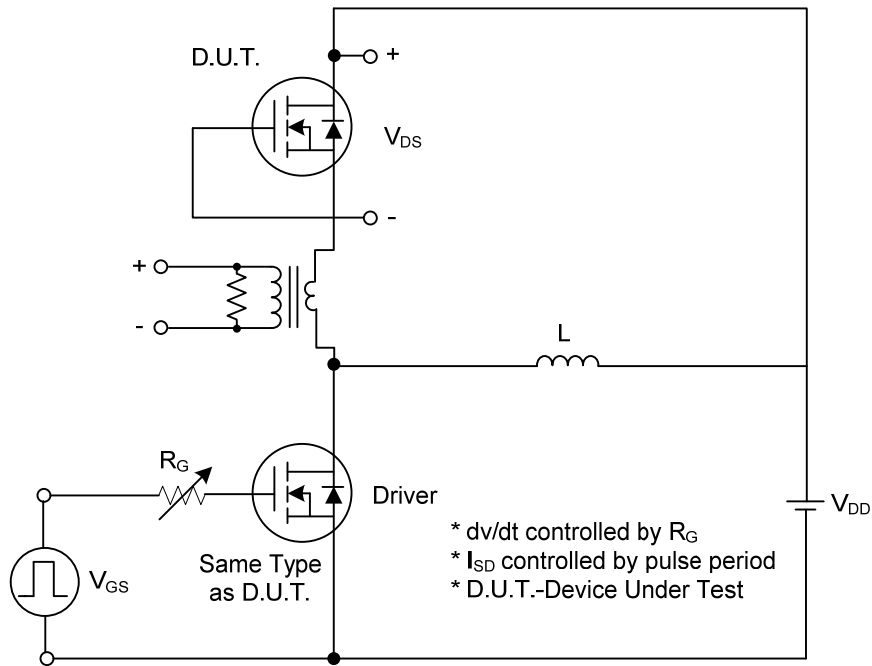 D.U.T.
+
V_DS
-
+
-
L
R_G
Driver
V_DD
V_GS
Same Type
as D.U.T.
* dv/dt controlled by R_G
* I_SD controlled by pulse period
* D.U.T.-Device Under Test